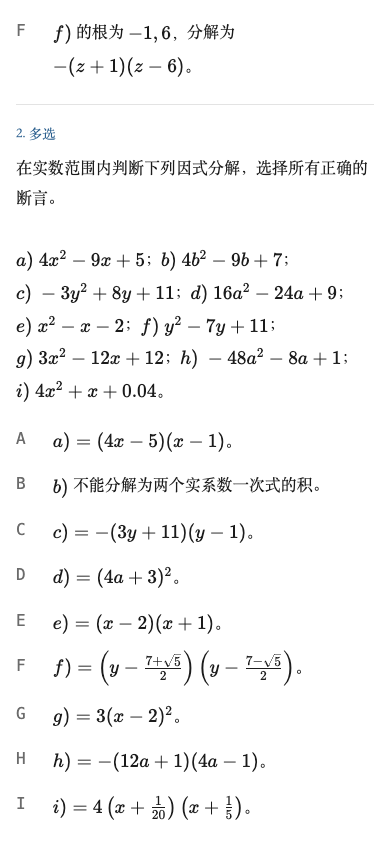 F f) 的根为 −1, 6，分解为
−(z + 1)(z − 6)。
2. 多选
在实数范围内判断下列因式分解，选择所有正确的
断言。
a) 4x² − 9x + 5；b) 4b² − 9b + 7；
c) − 3y² + 8y + 11；d) 16a² − 24a + 9；
e) x² − x − 2；f) y² − 7y + 11；
g) 3x² − 12x + 12；h) − 48a² − 8a + 1；
i) 4x² + x + 0.04。
A a) = (4x − 5)(x − 1)。
B b) 不能分解为两个实系数一次式的积。
C c) = −(3y + 11)(y − 1)。
D d) = (4a + 3)²。
E e) = (x − 2)(x + 1)。
F f) = (y − (7+√5)/2) (y − (7−√5)/2)。
G g) = 3(x − 2)²。
H h) = −(12a + 1)(4a − 1)。
I i) = 4 (x + 1/20) (x + 1/5)。